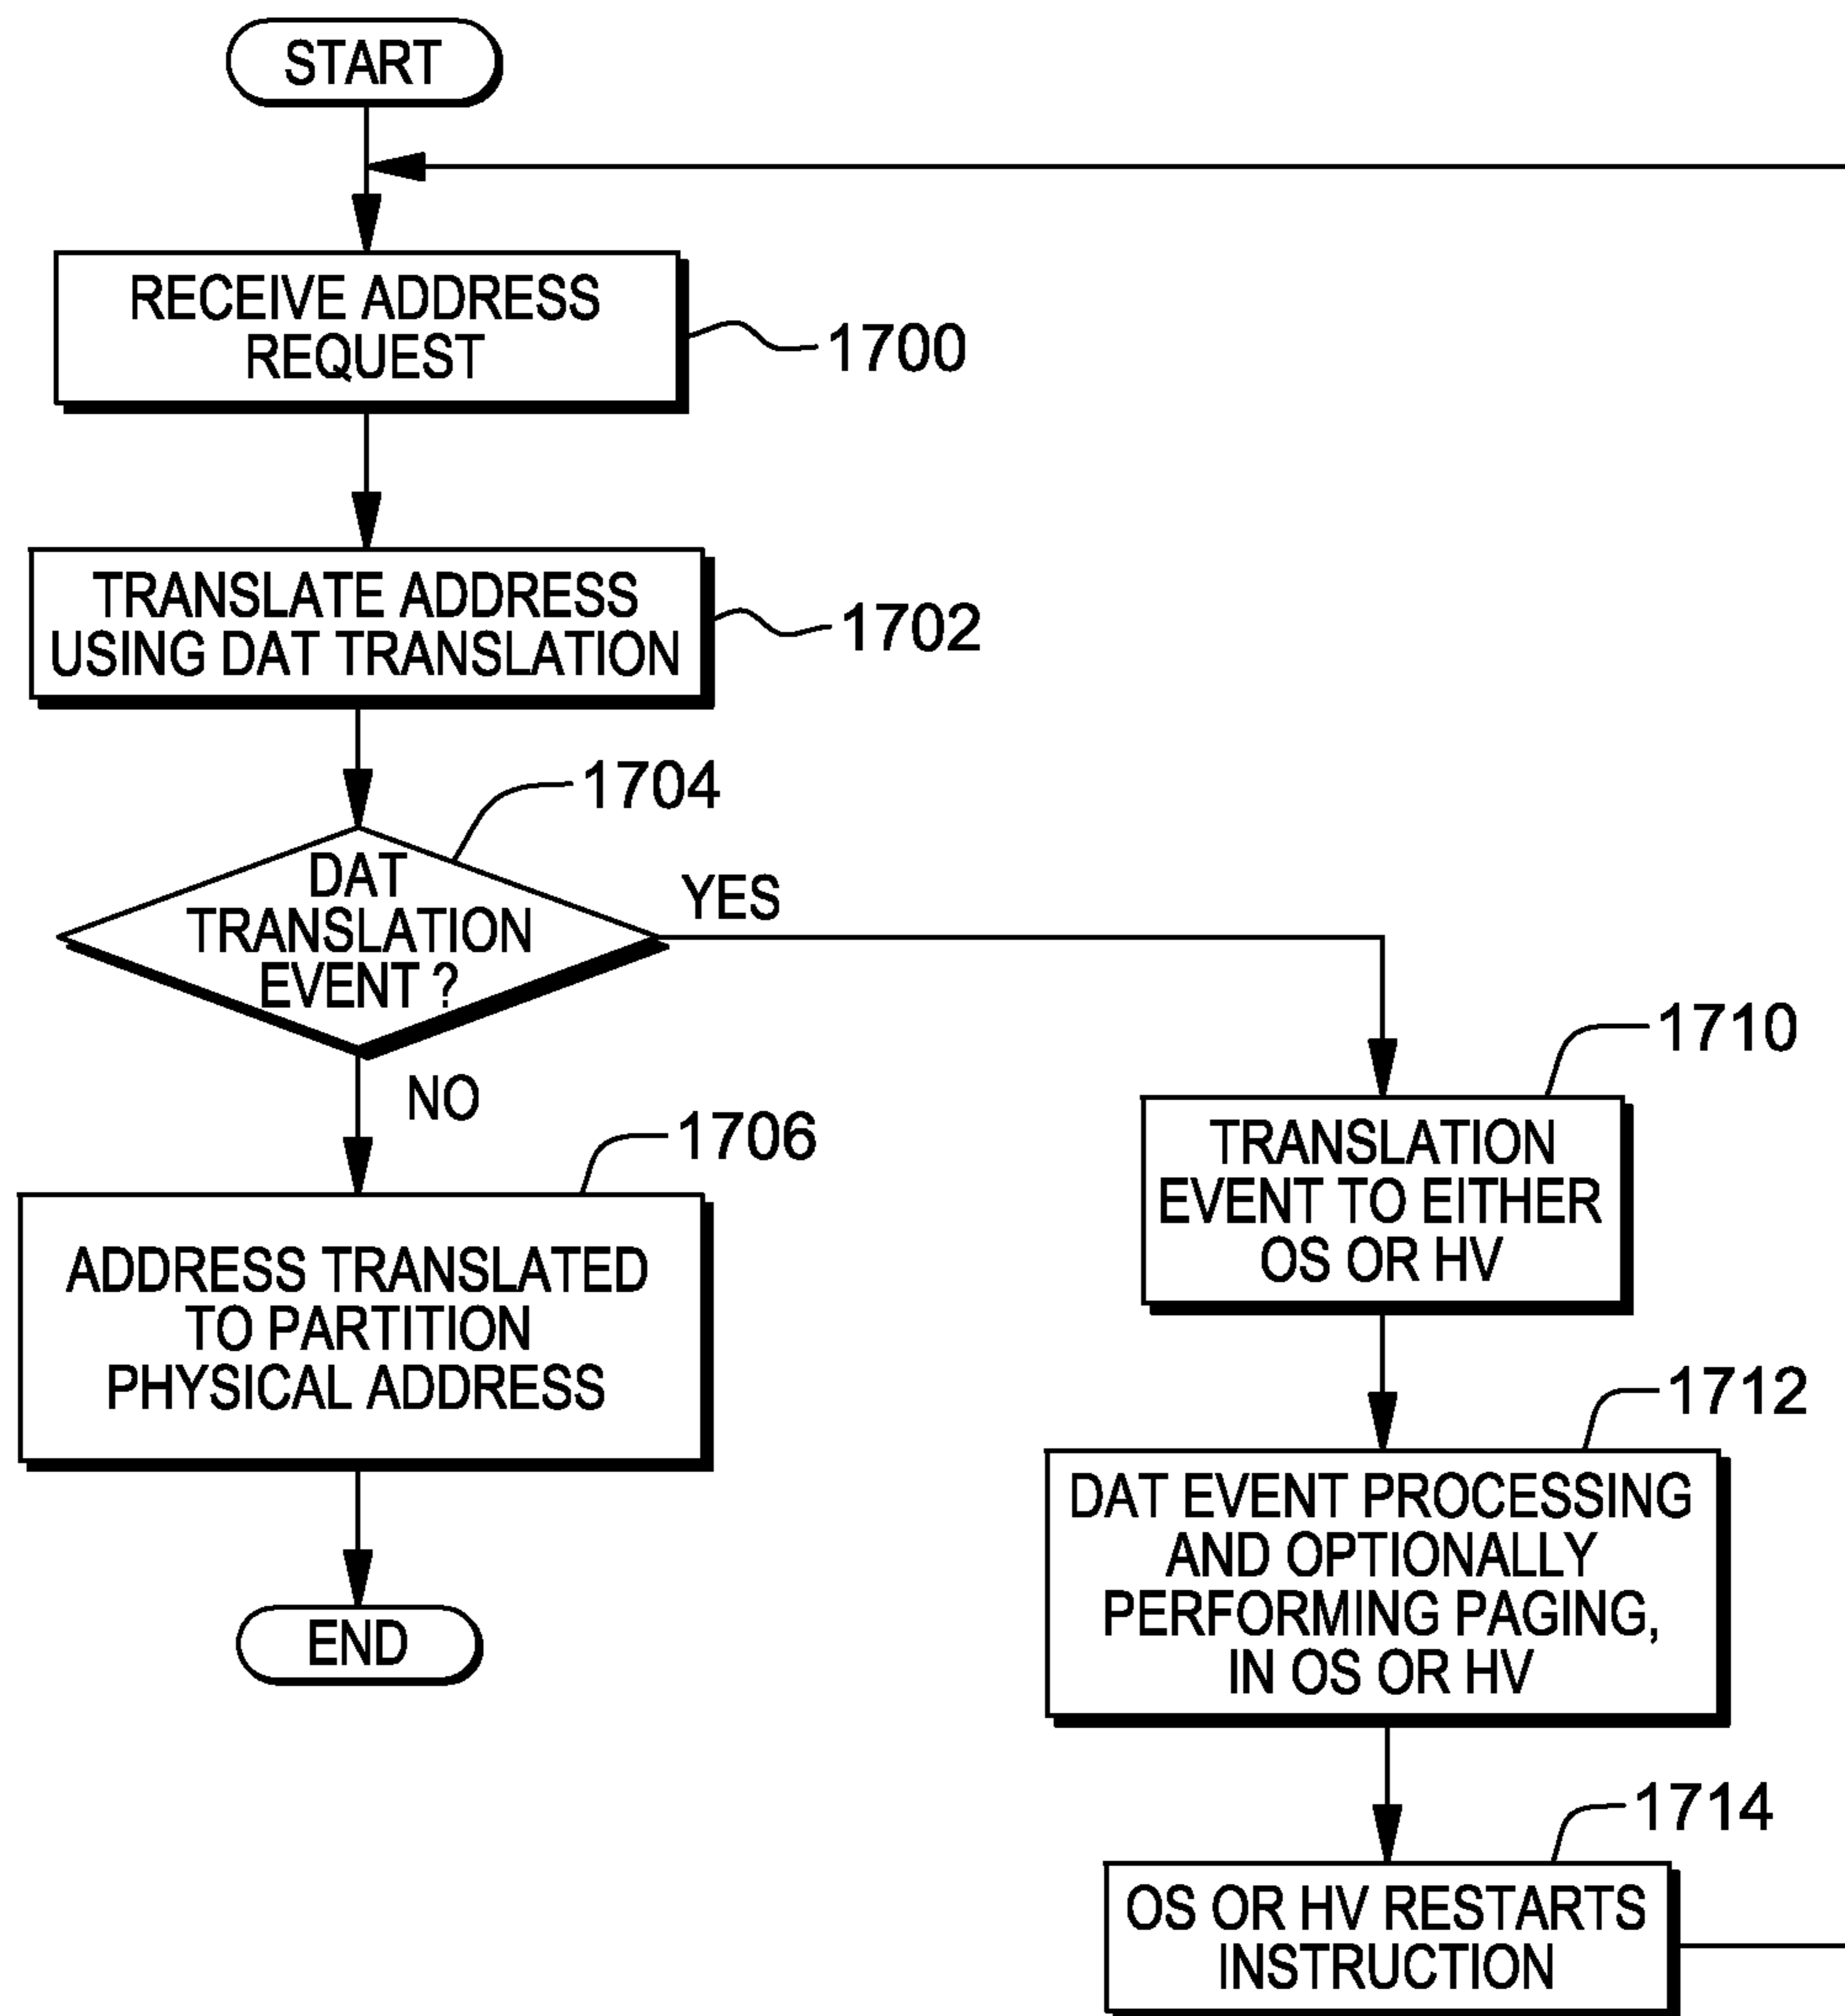 START
RECEIVE ADDRESS
REQUEST
1700
TRANSLATE ADDRESS
USING DAT TRANSLATION
1702
1704
DAT
TRANSLATION
EVENT ?
YES
NO
1706
ADDRESS TRANSLATED
TO PARTITION
PHYSICAL ADDRESS
END
1710
TRANSLATION
EVENT TO EITHER
OS OR HV
1712
DAT EVENT PROCESSING
AND OPTIONALLY
PERFORMING PAGING,
IN OS OR HV
1714
OS OR HV RESTARTS
INSTRUCTION